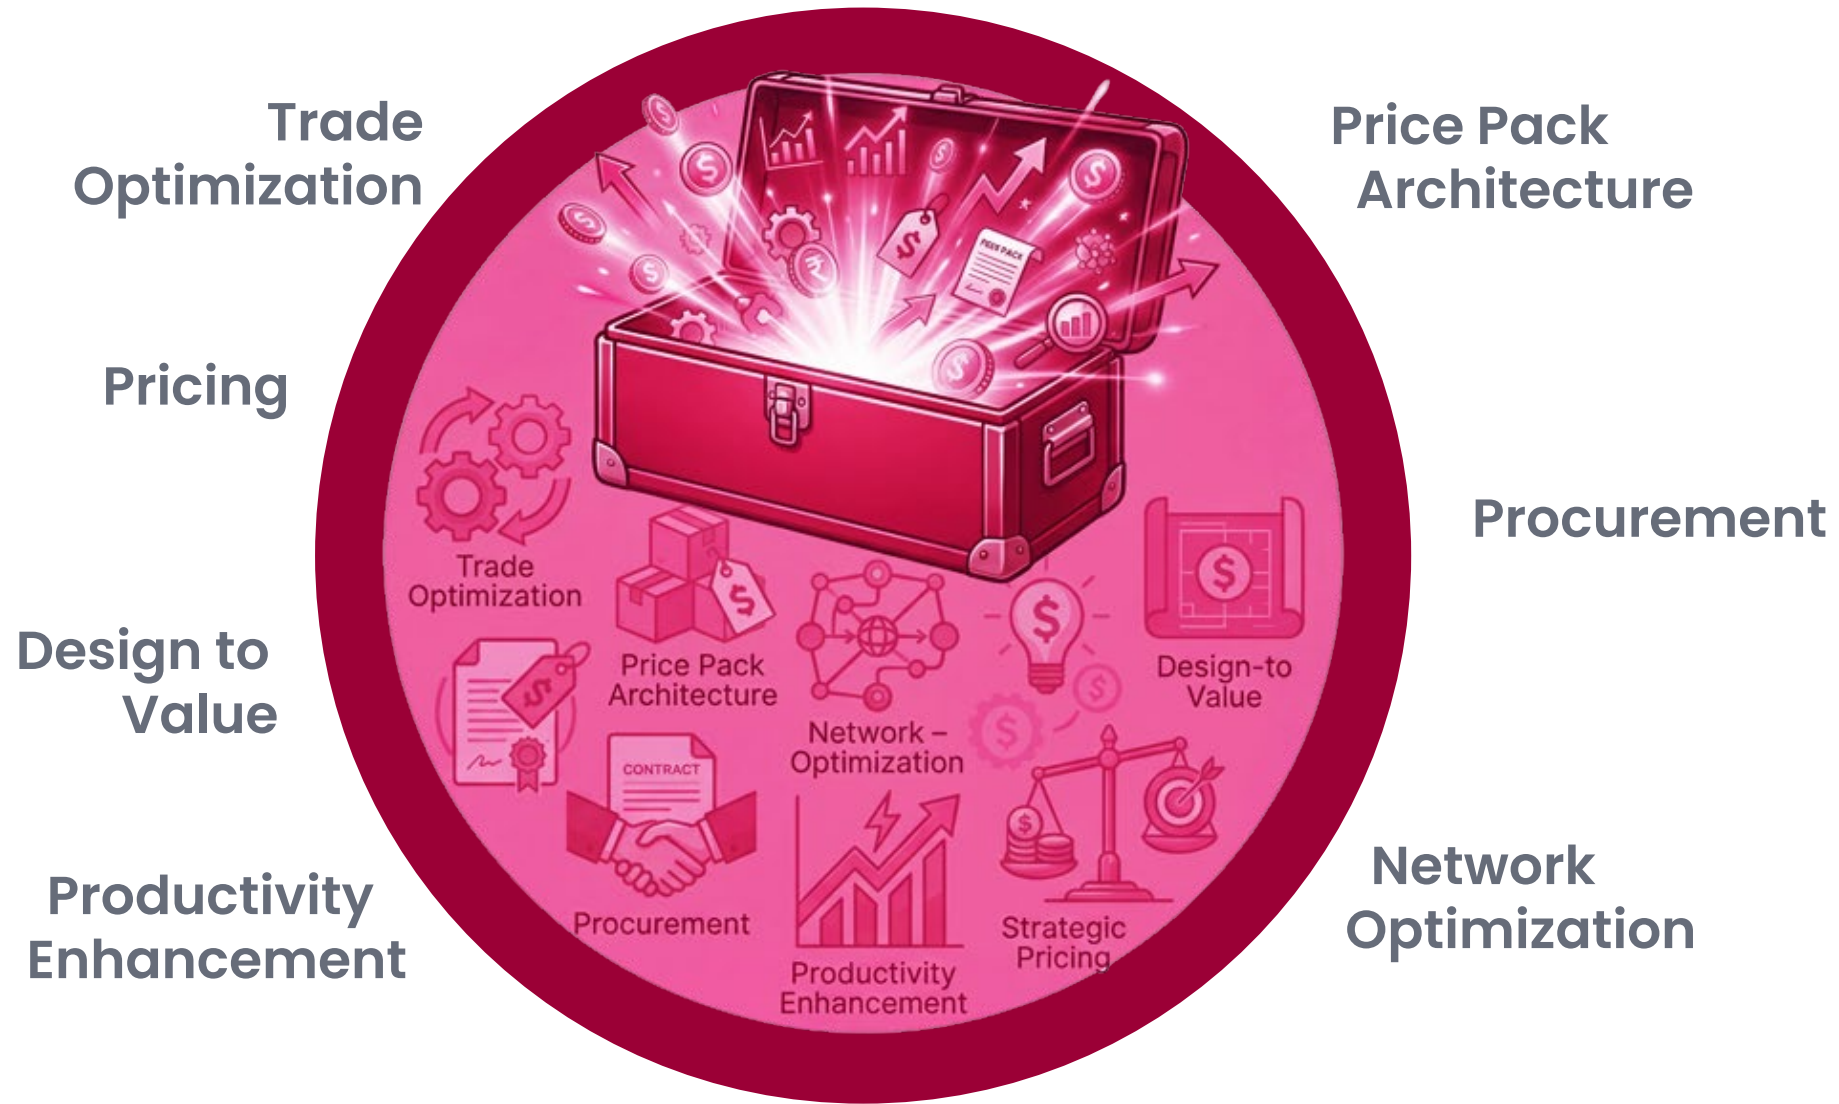 Trade
Optimization
Price Pack
Architecture
Pricing
Procurement
Design to
Value
Productivity
Enhancement
Network
Optimization
$
$
$
$
$
$
$
$
₹
Trade
Optimization
$
Price Pack
Architecture
Network –
Optimization
$
$
$
$
Design-to
Value
$
CONTRACT
Procurement
Productivity
Enhancement
$
Strategic
Pricing